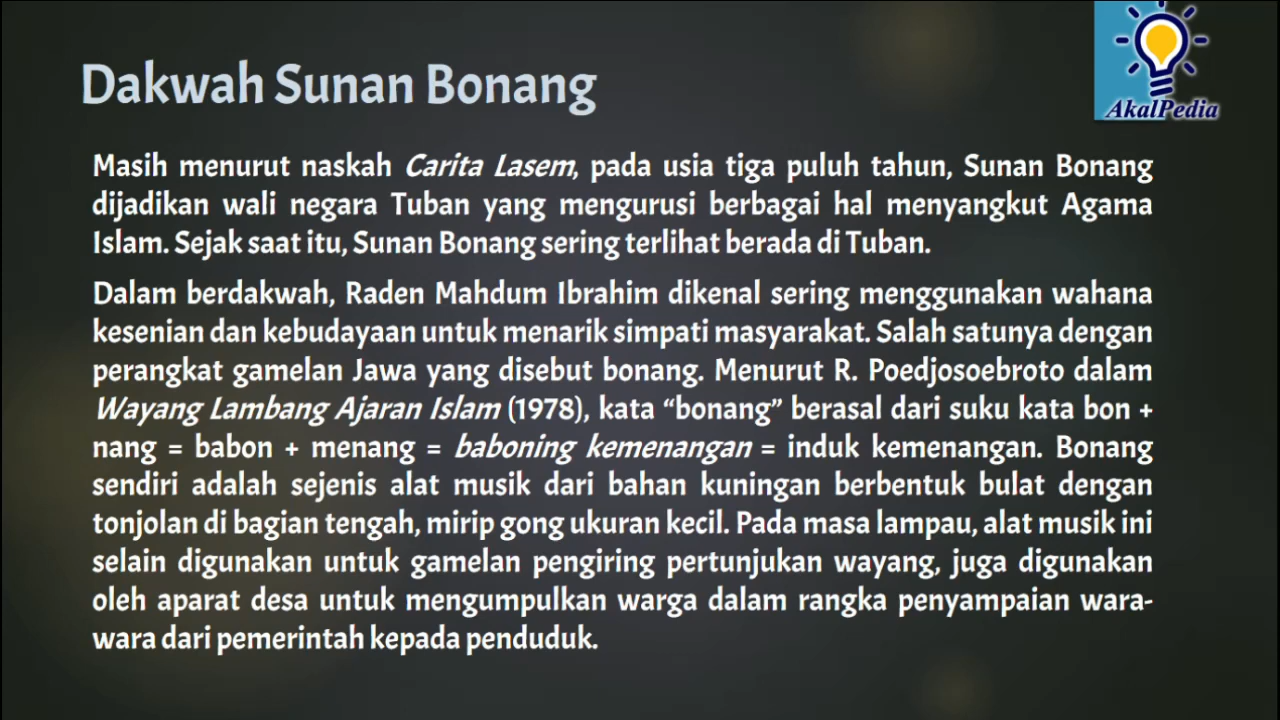 AkalPedia
Dakwah Sunan Bonang
Masih menurut naskah Carita Lasem, pada usia tiga puluh tahun, Sunan Bonang
dijadikan wali negara Tuban yang mengurusi berbagai hal menyangkut Agama
Islam. Sejak saat itu, Sunan Bonang sering terlihat berada di Tuban.
Dalam berdakwah, Raden Mahdum Ibrahim dikenal sering menggunakan wahana
kesenian dan kebudayaan untuk menarik simpati masyarakat. Salah satunya dengan
perangkat gamelan Jawa yang disebut bonang. Menurut R. Poedjosoebroto dalam
Wayang Lambang Ajaran Islam (1978), kata “bonang” berasal dari suku kata bon +
nang = babon + menang = baboning kemenangan = induk kemenangan. Bonang
sendiri adalah sejenis alat musik dari bahan kuningan berbentuk bulat dengan
tonjolan di bagian tengah, mirip gong ukuran kecil. Pada masa lampau, alat musik ini
selain digunakan untuk gamelan pengiring pertunjukan wayang, juga digunakan
oleh aparat desa untuk mengumpulkan warga dalam rangka penyampaian wara-
wara dari pemerintah kepada penduduk.